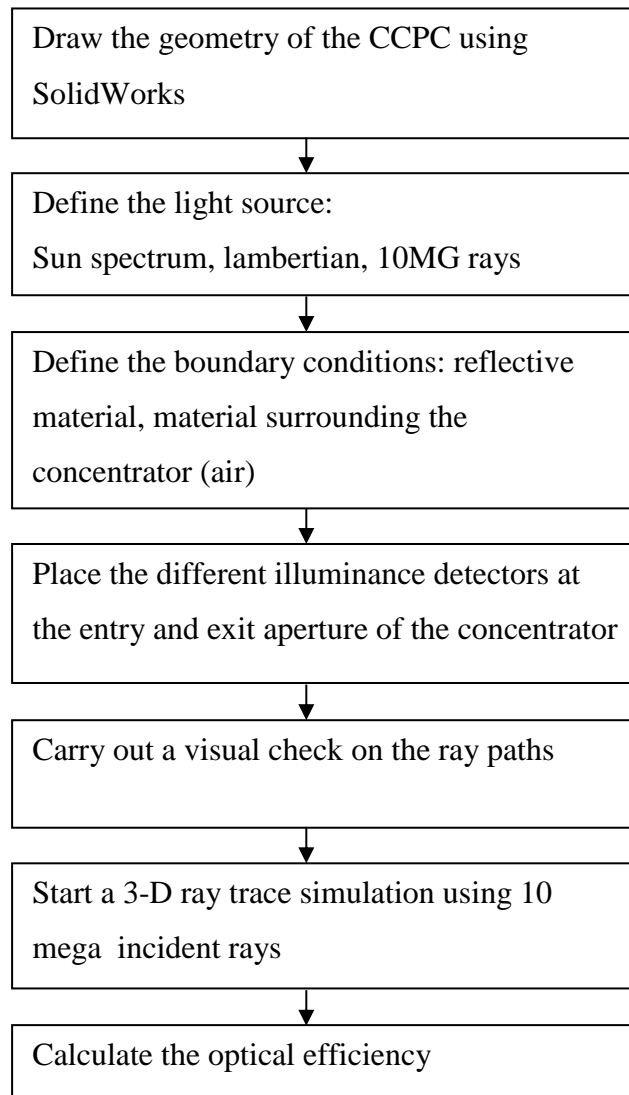 Draw the geometry of the CCPC using
SolidWorks
Define the light source:
Sun spectrum, lambertian, 10MG rays
Define the boundary conditions: reflective
material, material surrounding the
concentrator (air)
Place the different illuminance detectors at
the entry and exit aperture of the concentrator
Carry out a visual check on the ray paths
Start a 3-D ray trace simulation using 10
mega  incident rays
Calculate the optical efficiency